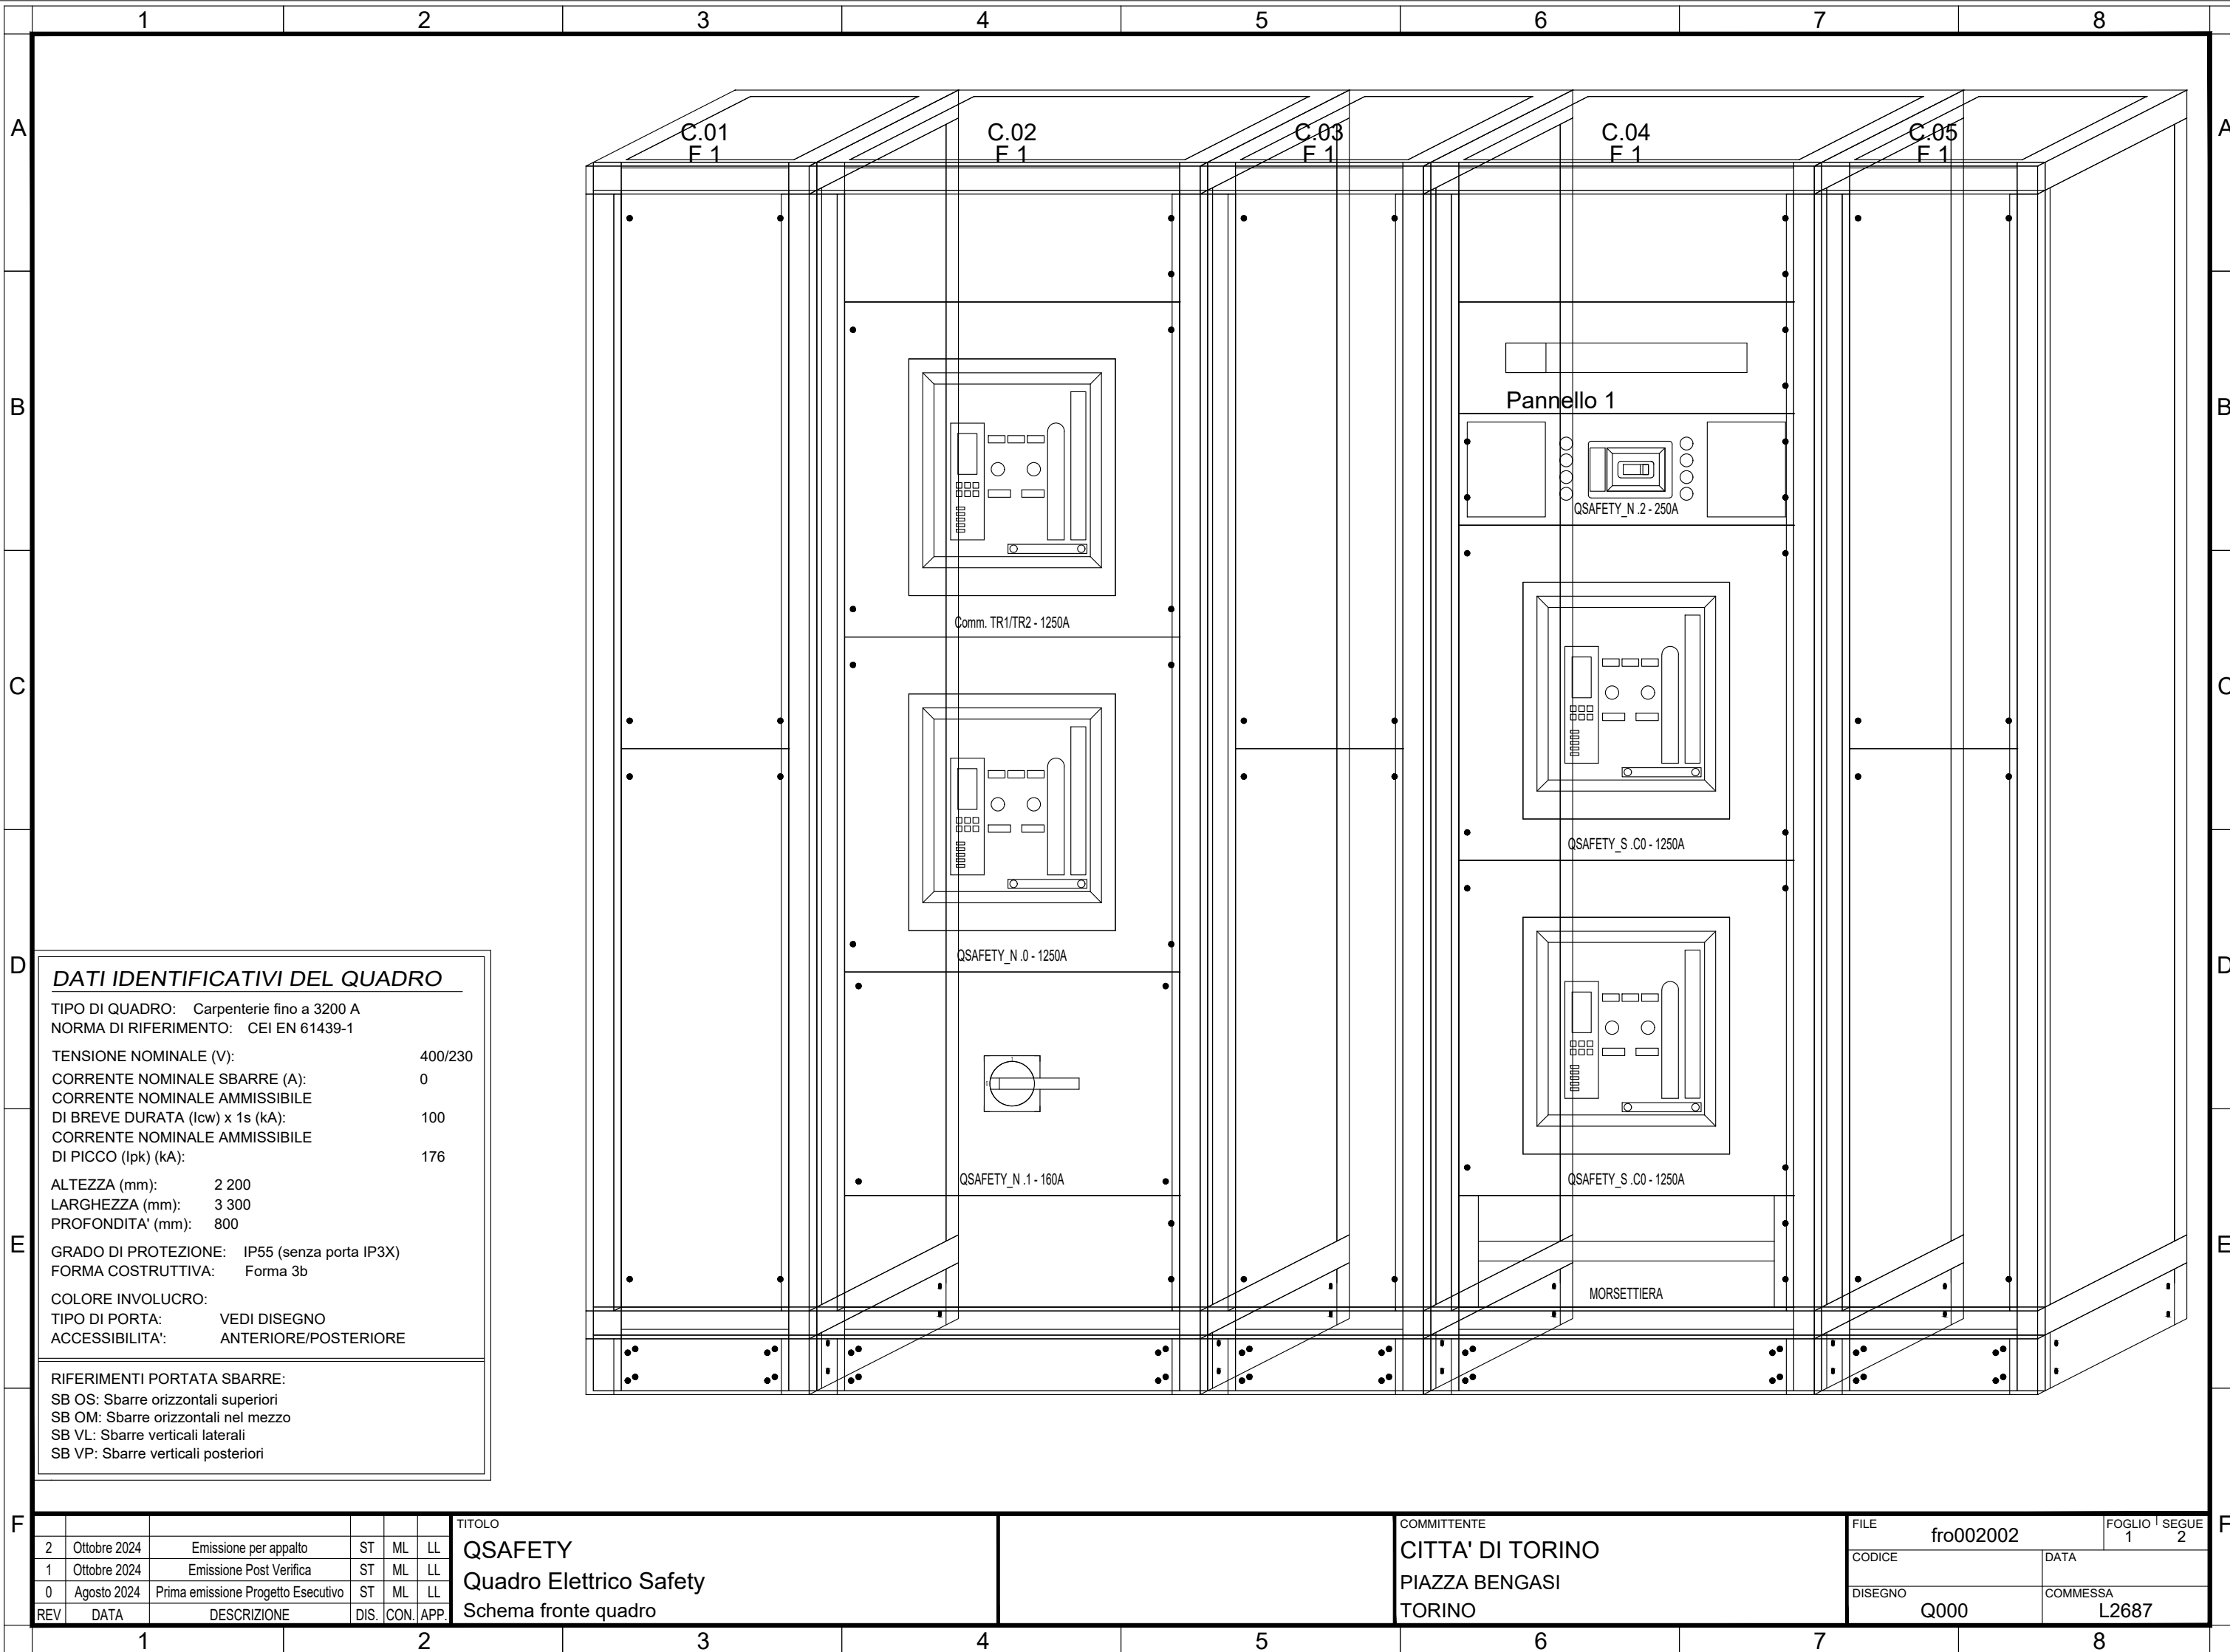 1 2 3 4 5 6 7 8
A A
C.01 C.02 C.03 C.04 C.05
F 1 F 1 F 1 F 1 F 1
B B
Pannello 1
QSAFETY_N .2 - 250A
Comm. TR1/TR2 - 1250A
C C
QSAFETY_S .C0 - 1250A
QSAFETY_N .0 - 1250A
D D
QSAFETY_N .1 - 160A
QSAFETY_S .C0 - 1250A
E E
MORSETTIERA
DATI IDENTIFICATIVI DEL QUADRO
TIPO DI QUADRO: Carpenterie fino a 3200 A
NORMA DI RIFERIMENTO: CEI EN 61439-1
TENSIONE NOMINALE (V): 400/230
CORRENTE NOMINALE SBARRE (A): 0
CORRENTE NOMINALE AMMISSIBILE
DI BREVE DURATA (Icw) x 1s (kA): 100
CORRENTE NOMINALE AMMISSIBILE
DI PICCO (Ipk) (kA): 176
ALTEZZA (mm): 2 200
LARGHEZZA (mm): 3 300
PROFONDITA' (mm): 800
GRADO DI PROTEZIONE: IP55 (senza porta IP3X)
FORMA COSTRUTTIVA: Forma 3b
COLORE INVOLUCRO:
TIPO DI PORTA: VEDI DISEGNO
ACCESSIBILITA': ANTERIORE/POSTERIORE
RIFERIMENTI PORTATA SBARRE:
SB OS: Sbarre orizzontali superiori
SB OM: Sbarre orizzontali nel mezzo
SB VL: Sbarre verticali laterali
SB VP: Sbarre verticali posteriori
F F
2 Ottobre 2024 Emissione per appalto ST ML LL
1 Ottobre 2024 Emissione Post Verifica ST ML LL
0 Agosto 2024 Prima emissione Progetto Esecutivo ST ML LL
REV DATA DESCRIZIONE DIS. CON. APP.
TITOLO
QSAFETY
Quadro Elettrico Safety
Schema fronte quadro
COMMITTENTE
CITTA' DI TORINO
PIAZZA BENGASI
TORINO
FILE
fro002002
FOGLIO SEGUE
1 2
CODICE DATA
DISEGNO COMMESSA
Q000 L2687
1 2 3 4 5 6 7 8